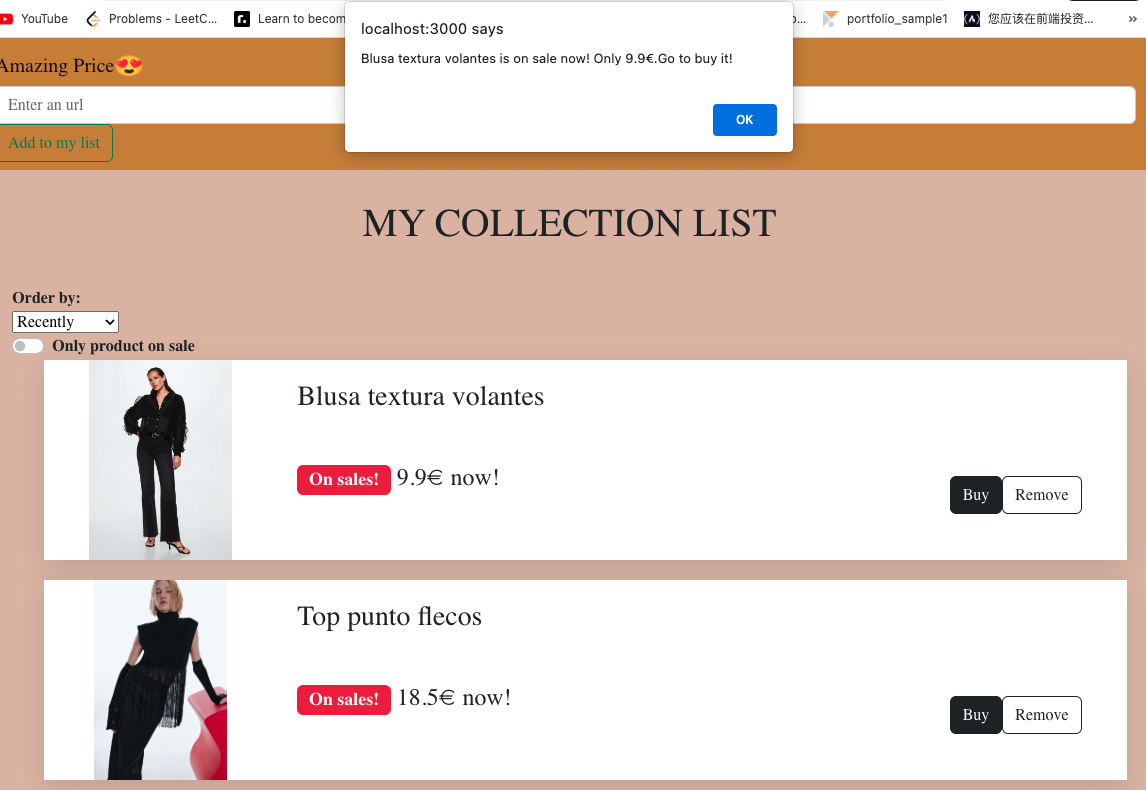 YouTube
Problems - LeetC...
Learn to becom
portfolio_sample1
您应该在前端投资...
»
localhost:3000 says
Blusa textura volantes is on sale now! Only 9.9€.Go to buy it!
OK
Amazing Price😍
Enter an url
Add to my list
MY COLLECTION LIST
Order by:
Recently
Only product on sale
Blusa textura volantes
On sales! 9.9€ now!
Buy Remove
Top punto flecos
On sales! 18.5€ now!
Buy Remove